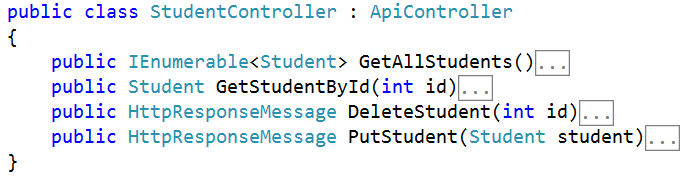 public class StudentController : ApiController
{
    public IEnumerable<Student> GetAllStudents()...
    public Student GetStudentById(int id)...
    public HttpResponseMessage DeleteStudent(int id)...
    public HttpResponseMessage PutStudent(Student student)...
}